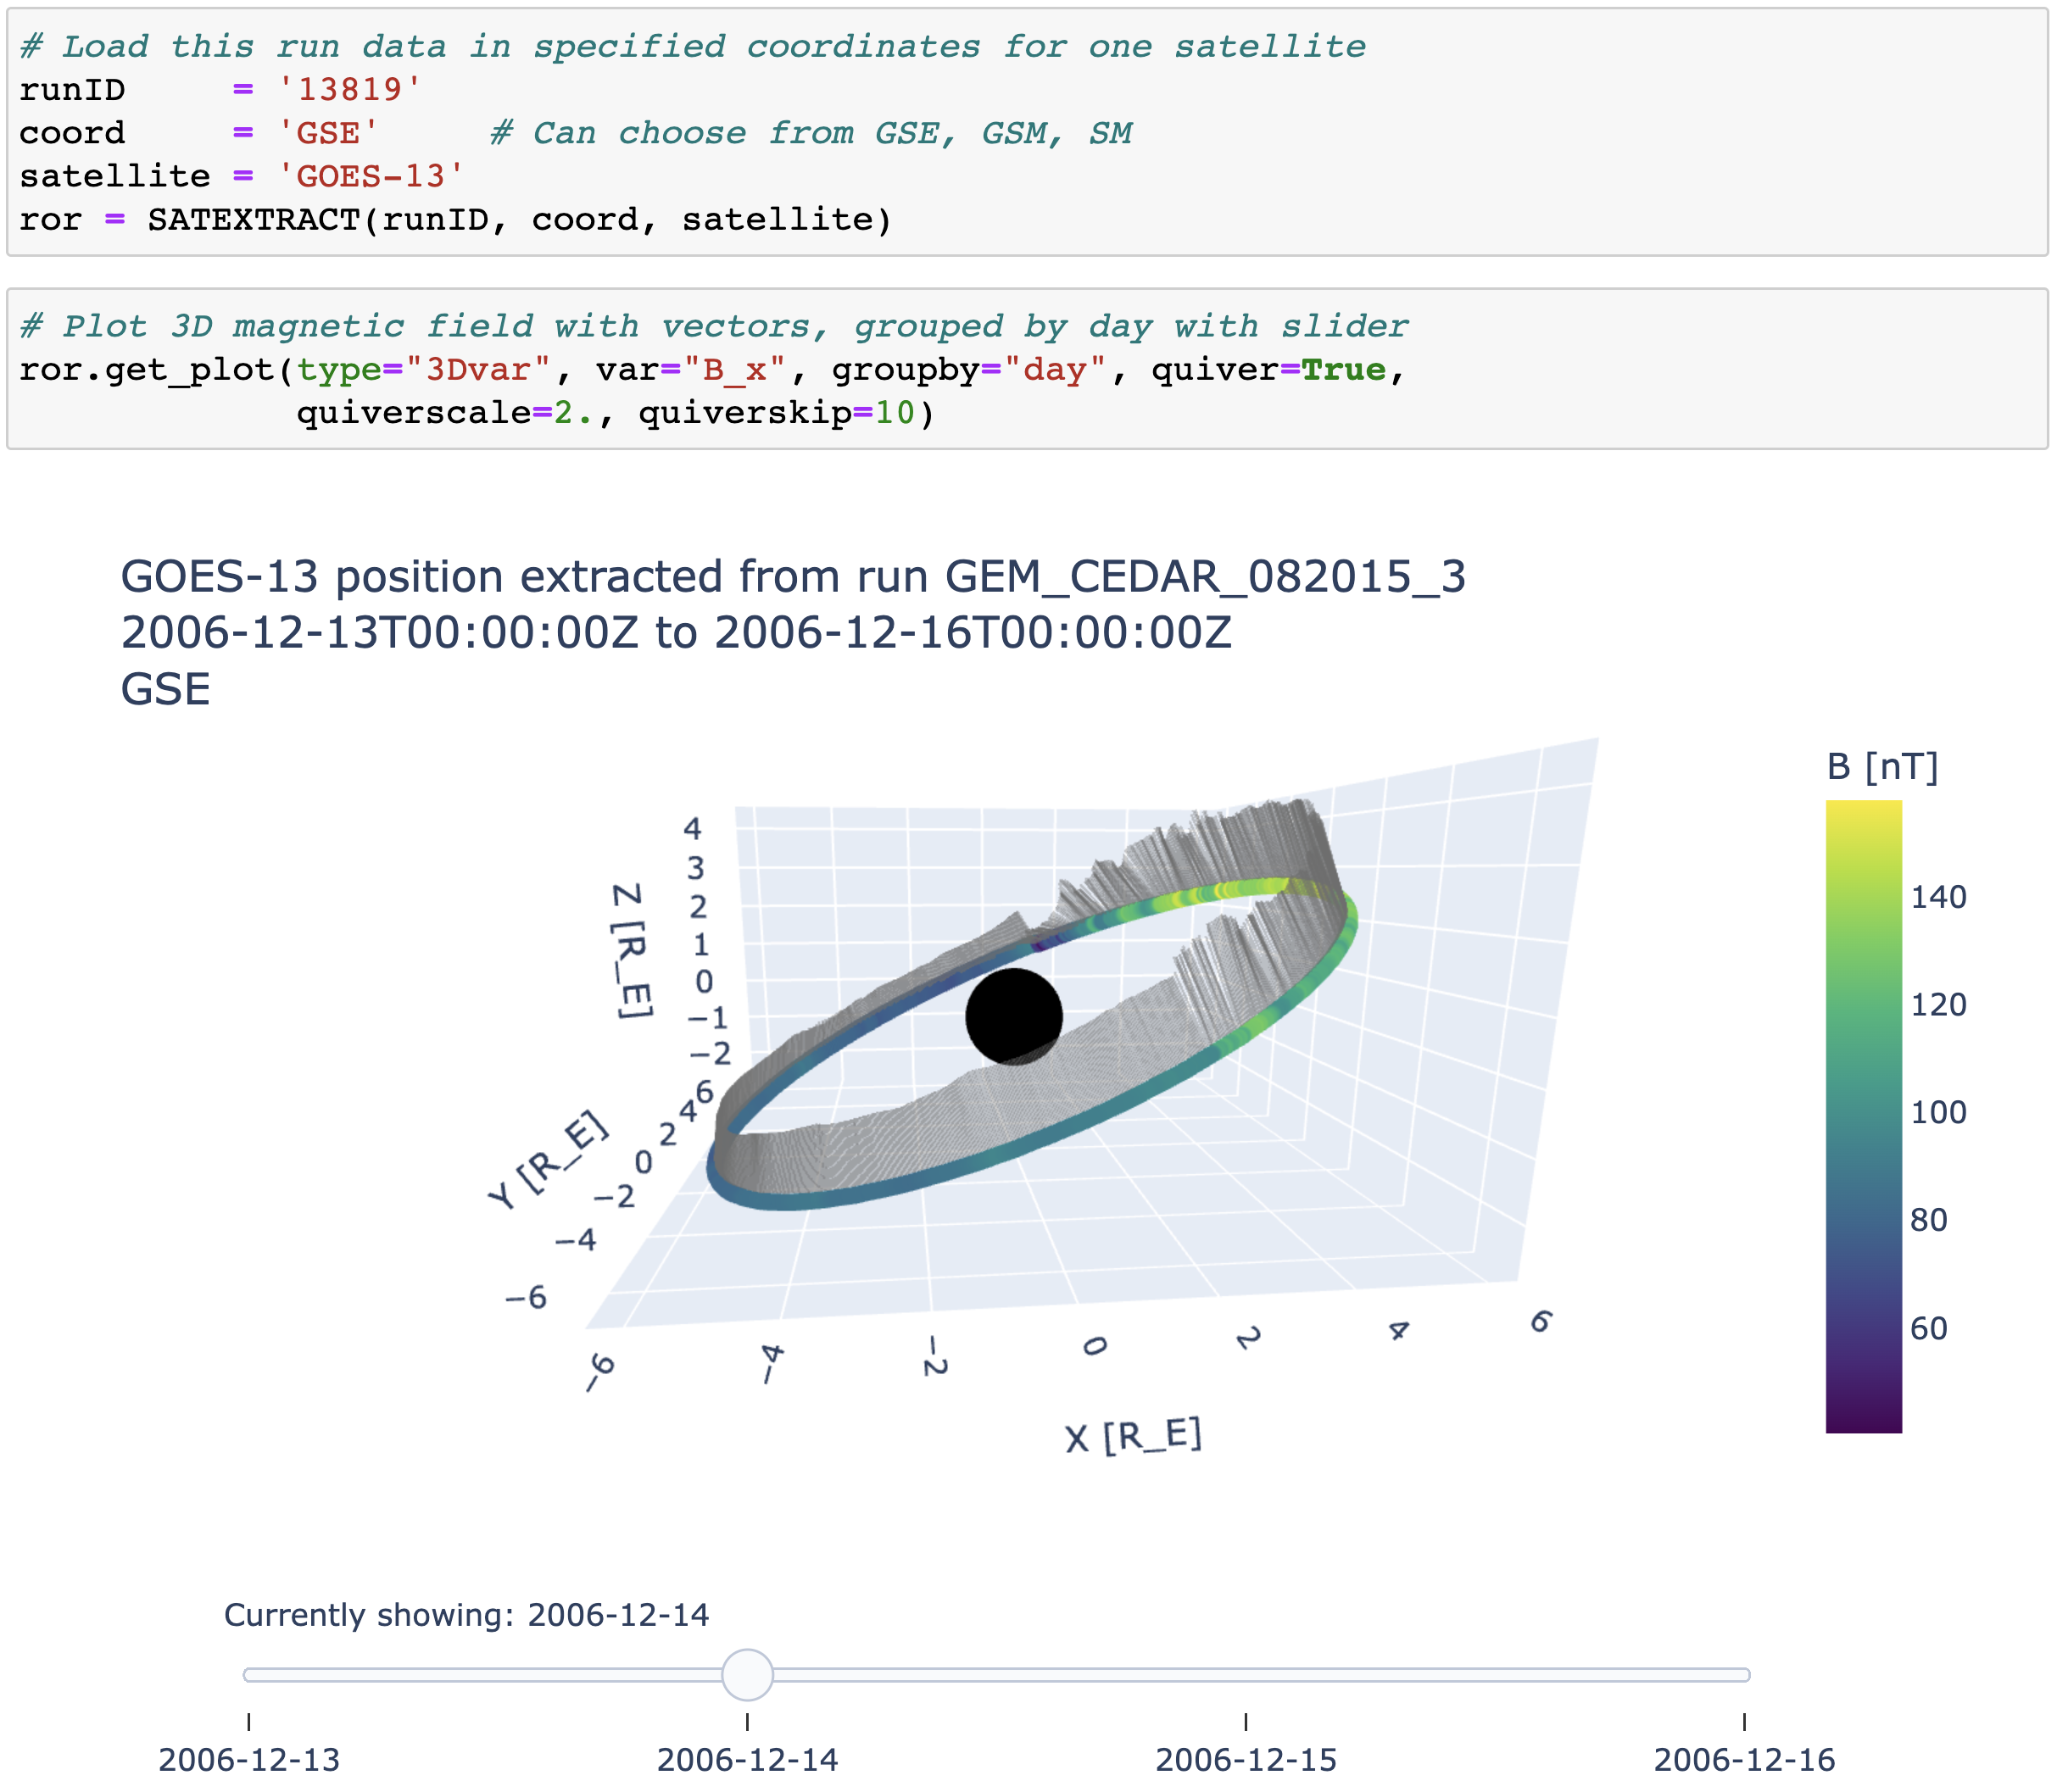 # Load this run data in specified coordinates for one satellite
runID     = '13819'
coord     = 'GSE'     # Can choose from GSE, GSM, SM
satellite = 'GOES-13'
ror = SATEXTRACT(runID, coord, satellite)
# Plot 3D magnetic field with vectors, grouped by day with slider
ror.get_plot(type="3Dvar", var="B_x", groupby="day", quiver=True,
             quiverscale=2., quiverskip=10)
GOES-13 position extracted from run GEM_CEDAR_082015_3
2006-12-13T00:00:00Z to 2006-12-16T00:00:00Z
GSE
B [nT]
140
120
100
80
60
Z [R_E]
4
3
2
1
0
−1
−2
Y [R_E]
6
4
2
0
−2
−4
−6
−6
−4
−2
0
2
4
6
X [R_E]
Currently showing: 2006-12-14
2006-12-13
2006-12-14
2006-12-15
2006-12-16